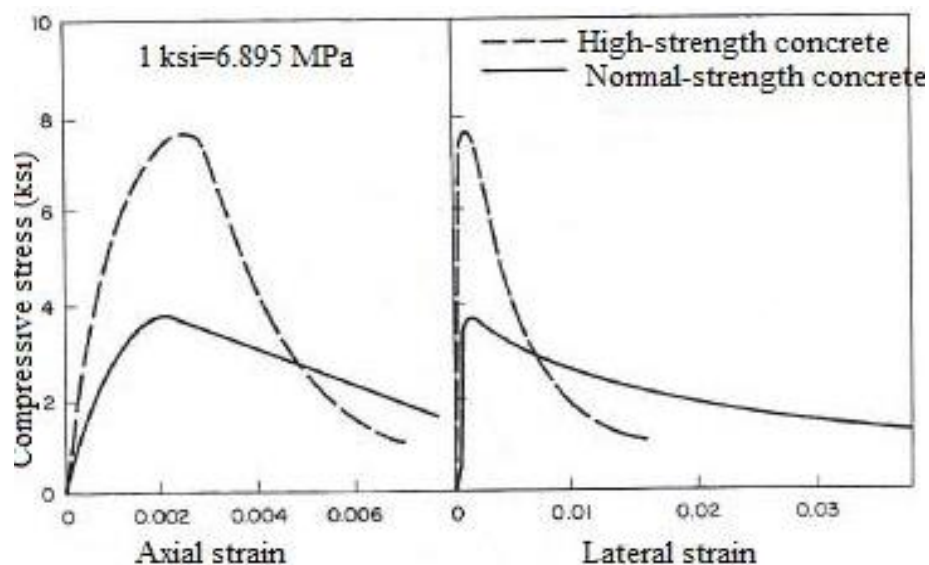 10
8
6
4
2
0
Compressive stress (ksi)
1 ksi=6.895 MPa
0 0.002 0.004 0.006
Axial strain
High-strength concrete
Normal-strength concrete
0 0.01 0.02 0.03
Lateral strain